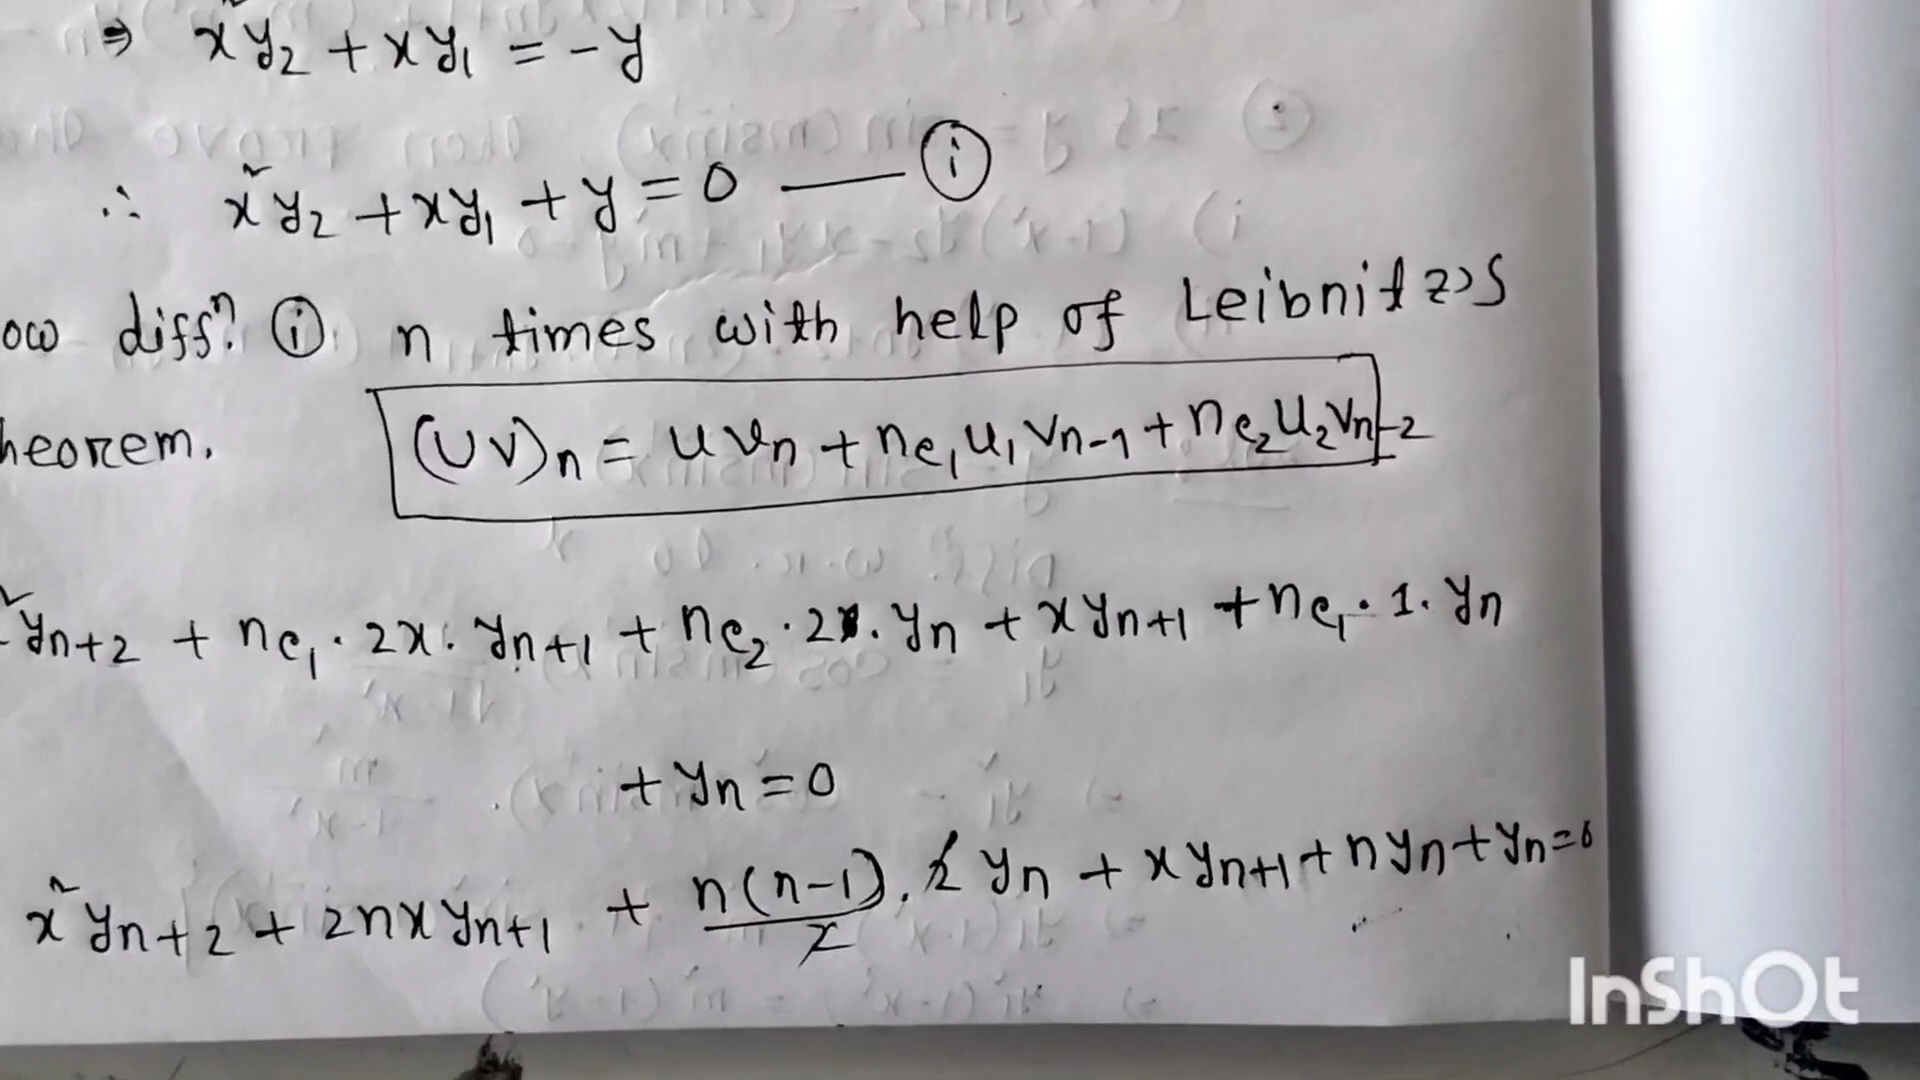 ⇒ x²y₂ + xy₁ = -y
∴ x²y₂ + xy₁ + y = 0 —— ⓘ
ow diffⁿ. ⓘ n times with help of Leibnitz's
heorem. (UV)n = uvn + nc₁u₁vn-1 + nc₂u₂vn-2
²yn+2 + nc₁ · 2x · yn+1 + nc₂ · 2 · yn + xyn+1 + nc₁ · 1 · yn
+ yn = 0
x²yn+2 + 2nxyn+1 + n(n-1)/2 · 2 yn + xyn+1 + nyn + yn = 0
InShOt